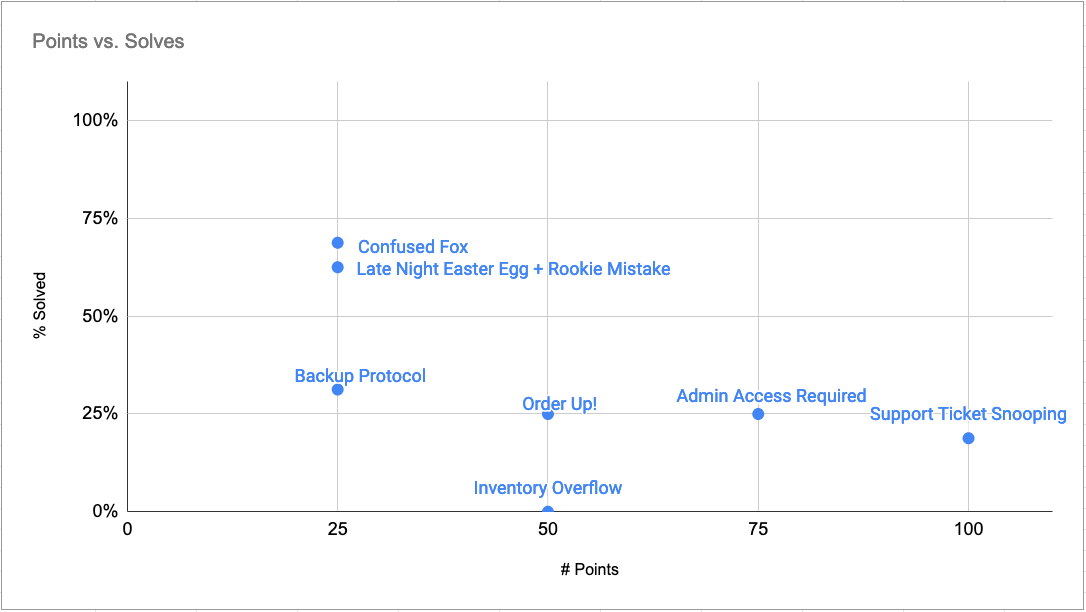 Points vs. Solves
100%
75%
50%
25%
0%
% Solved
Confused Fox
Late Night Easter Egg + Rookie Mistake
Backup Protocol
Order Up!
Admin Access Required
Support Ticket Snooping
Inventory Overflow
0
25
50
75
100
# Points